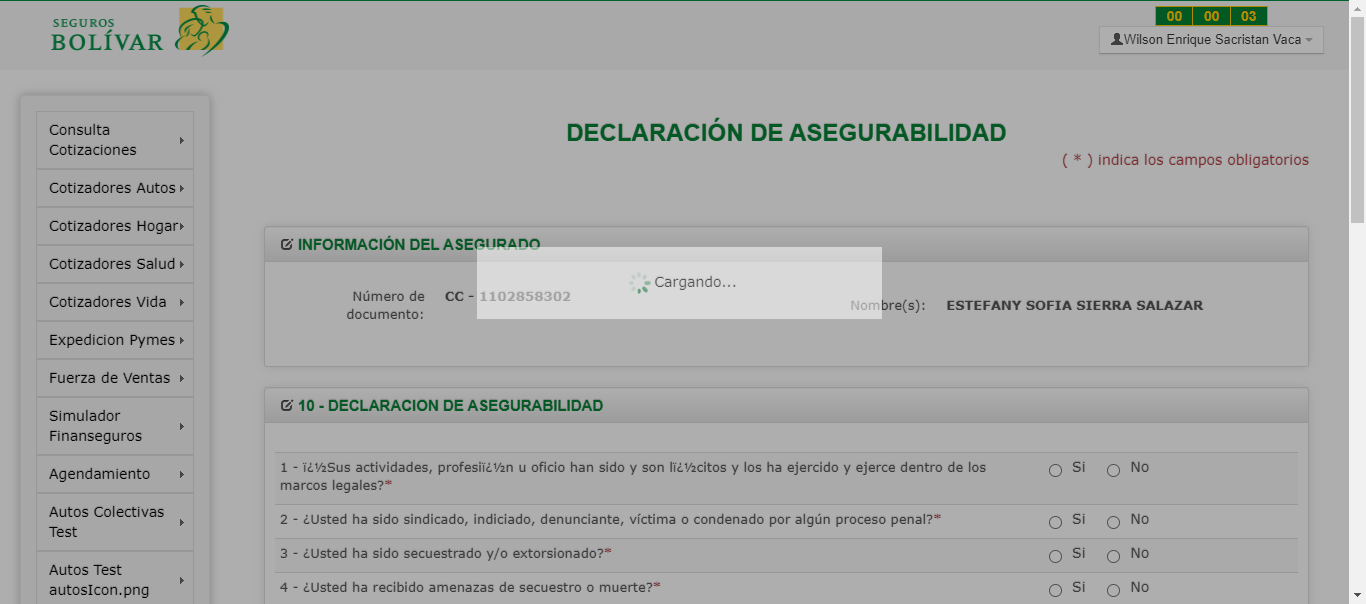 SEGUROS
BOLÍVAR
00 00 03
Wilson Enrique Sacristan Vaca
Consulta
Cotizaciones
Cotizadores Autos
Cotizadores Hogar
Cotizadores Salud
Cotizadores Vida
Expedicion Pymes
Fuerza de Ventas
Simulador
Finanseguros
Agendamiento
Autos Colectivas
Test
Autos Test
autosIcon.png
DECLARACIÓN DE ASEGURABILIDAD
( * ) indica los campos obligatorios
INFORMACIÓN DEL ASEGURADO
Cargando...
Número de
documento:
CC - 1102858302
Nombre(s): ESTEFANY SOFIA SIERRA SALAZAR
10 - DECLARACION DE ASEGURABILIDAD
1 - ï¿½Sus actividades, profesiï¿½n u oficio han sido y son lï¿½citos y los ha ejercido y ejerce dentro de los
marcos legales?*
Si No
2 - ¿Usted ha sido sindicado, indiciado, denunciante, víctima o condenado por algún proceso penal?*
Si No
3 - ¿Usted ha sido secuestrado y/o extorsionado?*
Si No
4 - ¿Usted ha recibido amenazas de secuestro o muerte?*
Si No